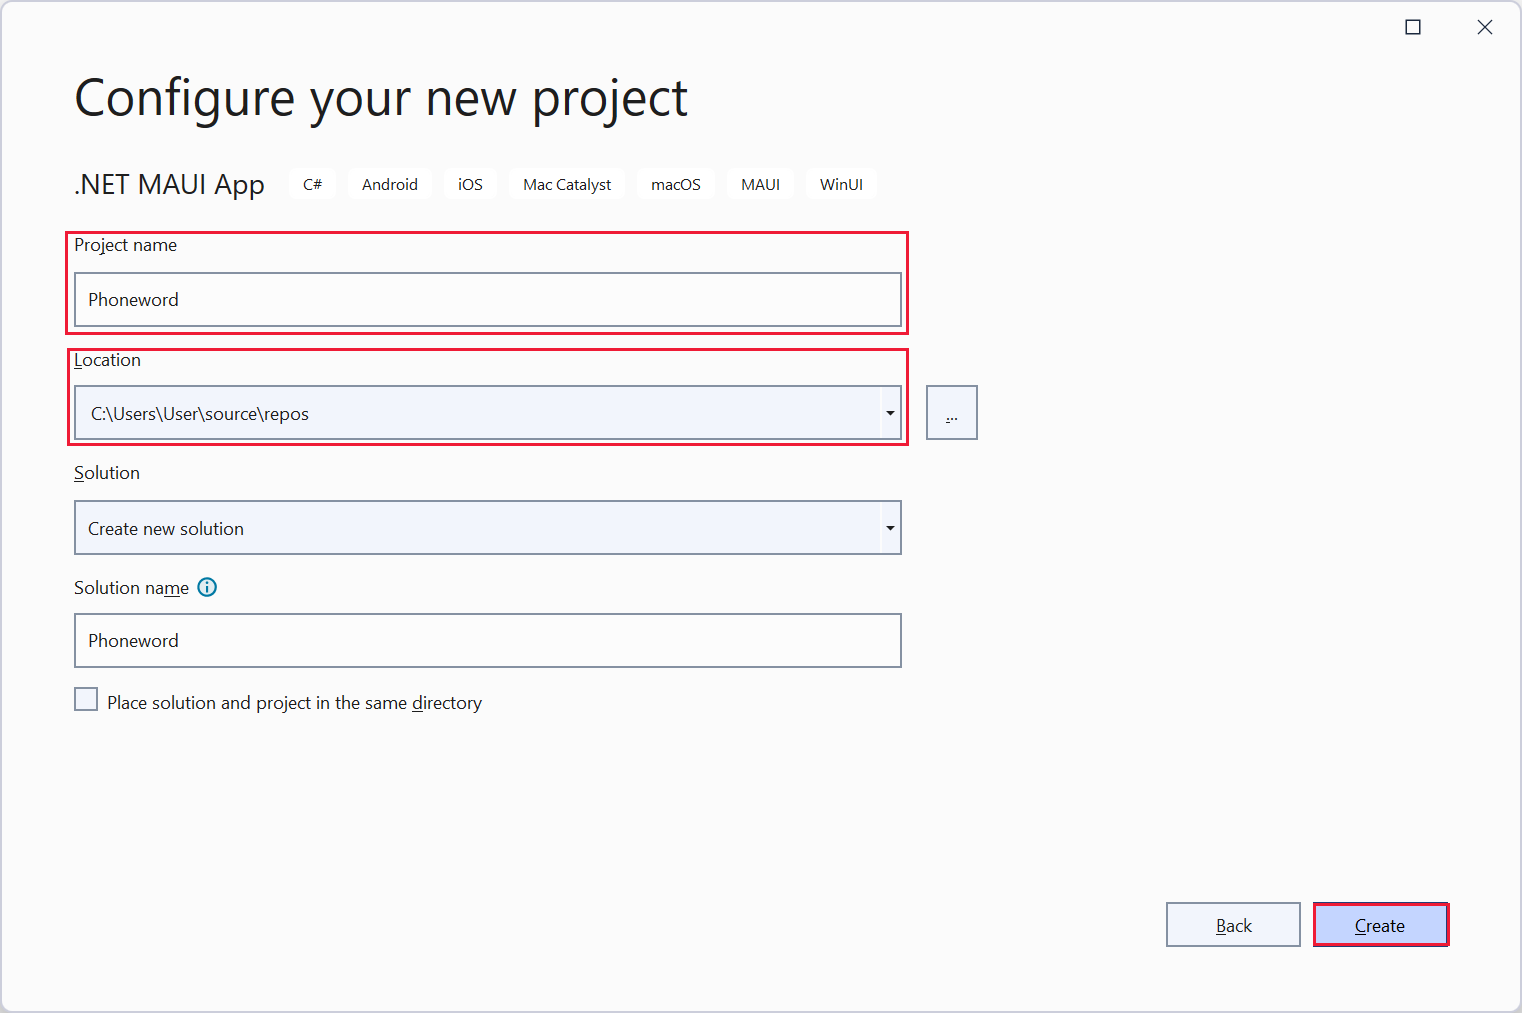 Configure your new project
.NET MAUI App C# Android iOS Mac Catalyst macOS MAUI WinUI
Project name
Phoneword
Location
C:\Users\User\source\repos
...
Solution
Create new solution
Solution name
Phoneword
Place solution and project in the same directory
Back Create